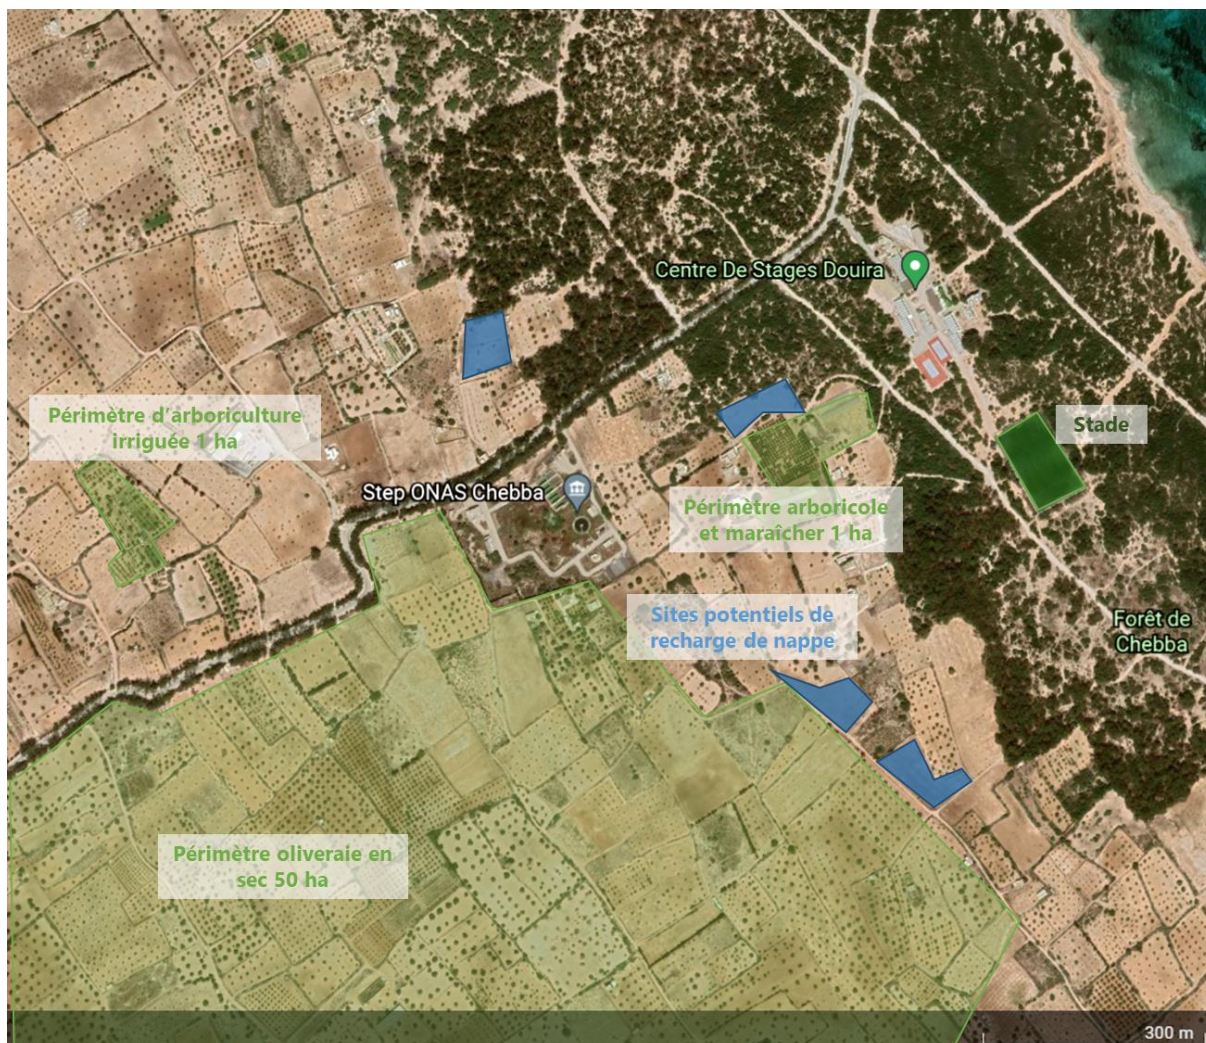 Centre De Stages Douira
Périmètre d'arboriculture
irriguée 1 ha
Stade
Step ONAS Chebba
Périmètre arboricole
et maraîcher 1 ha
Sites potentiels de
recharge de nappe
Forêt de
Chebba
Périmètre oliveraie en
sec 50 ha
300 m